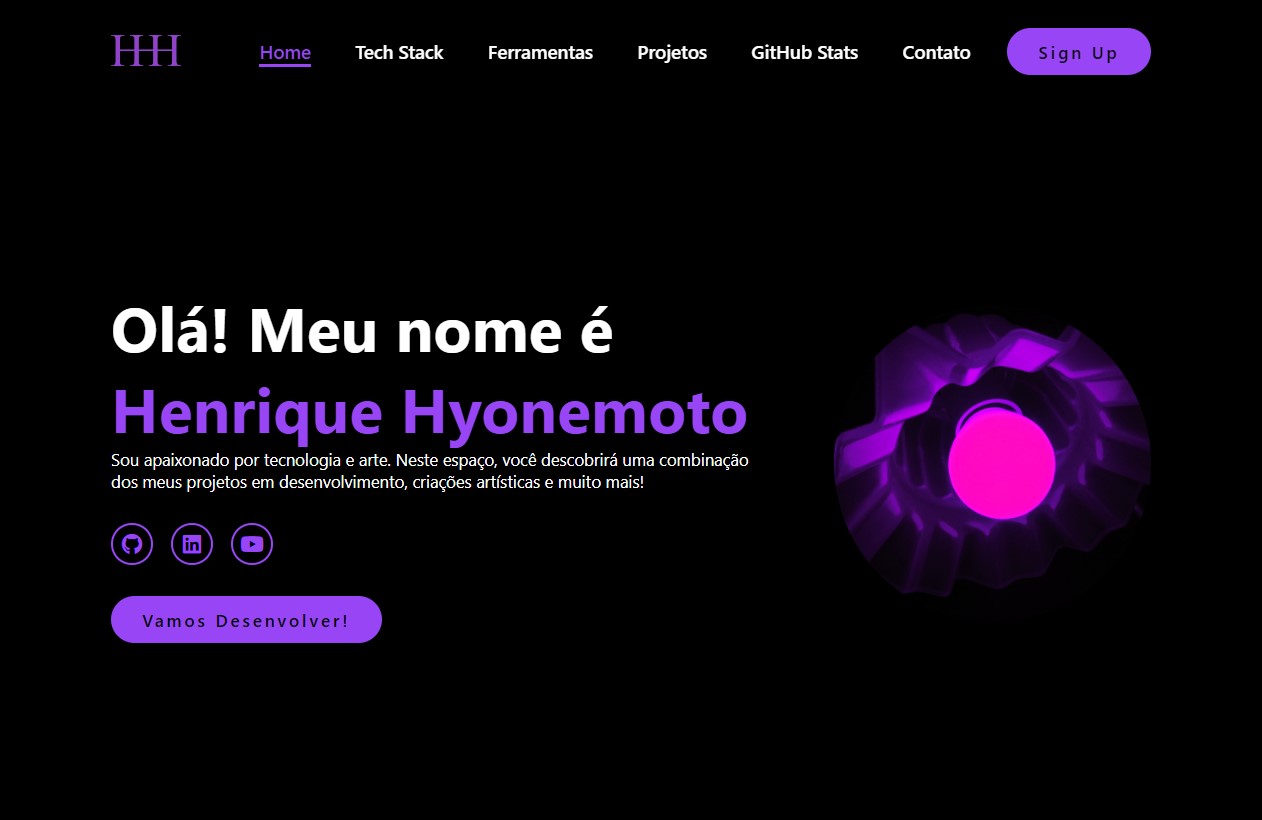 HH
Home
Tech Stack
Ferramentas
Projetos
GitHub Stats
Contato
Sign Up
Olá! Meu nome é
Henrique Hyonemoto
Sou apaixonado por tecnologia e arte. Neste espaço, você descobrirá uma combinação
dos meus projetos em desenvolvimento, criações artísticas e muito mais!
in
Vamos Desenvolver!